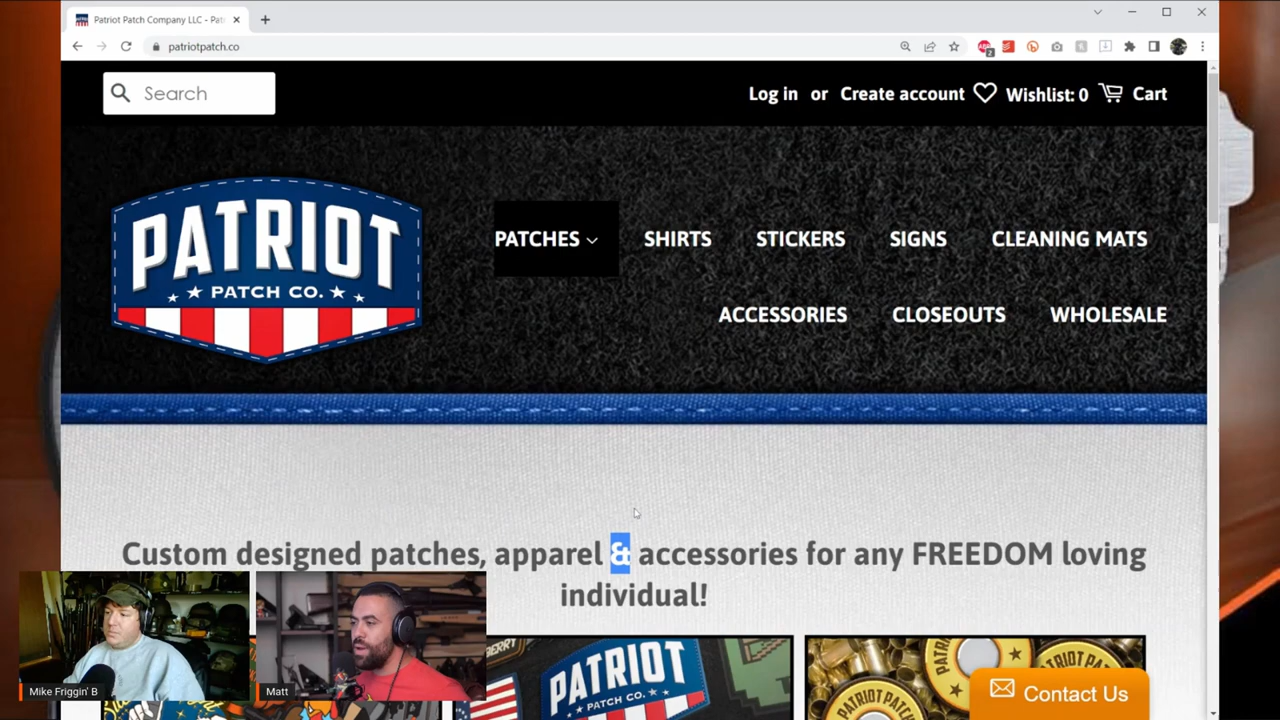 Patriot Patch Company LLC - Pat
patriotpatch.co
2
Search
Log in or Create account Wishlist: 0 Cart
PATRIOT
PATCH CO.
PATCHES SHIRTS STICKERS SIGNS CLEANING MATS
ACCESSORIES CLOSEOUTS WHOLESALE
Custom designed patches, apparel & accessories for any FREEDOM loving
individual!
PATRIOT
PATCH CO.
Contact Us
Mike Friggin' B
Matt